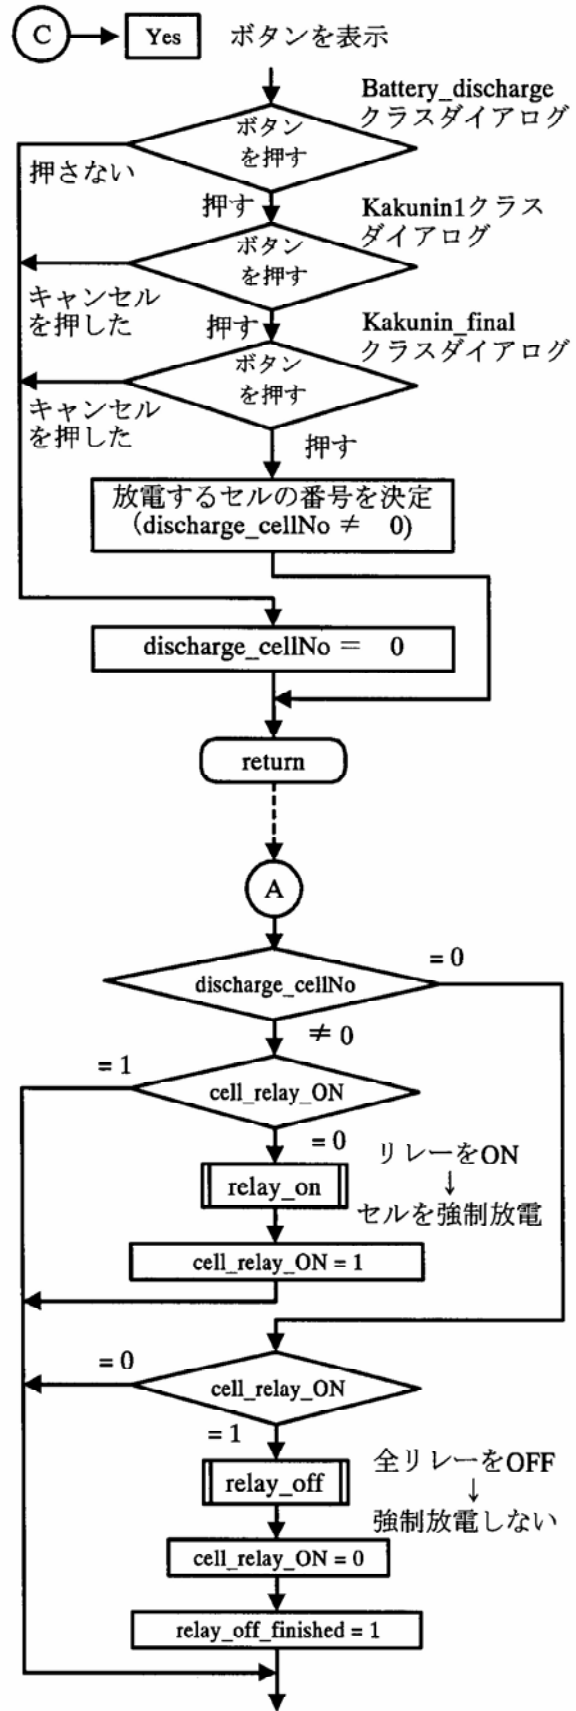 C
Yes
ボタンを表示
Battery_discharge
クラスダイアログ
ボタン
を押す
押さない
押す
Kakunin1クラス
ダイアログ
ボタン
を押す
キャンセル
を押した
押す
Kakunin_final
クラスダイアログ
ボタン
を押す
キャンセル
を押した
押す
放電するセルの番号を決定
(discharge_cellNo ≠ 0)
discharge_cellNo = 0
return
A
= 0
discharge_cellNo
≠ 0
= 1
cell_relay_ON
= 0
リレーをON
↓
セルを強制放電
relay_on
cell_relay_ON = 1
= 0
cell_relay_ON
= 1
全リレーをOFF
↓
強制放電しない
relay_off
cell_relay_ON = 0
relay_off_finished = 1